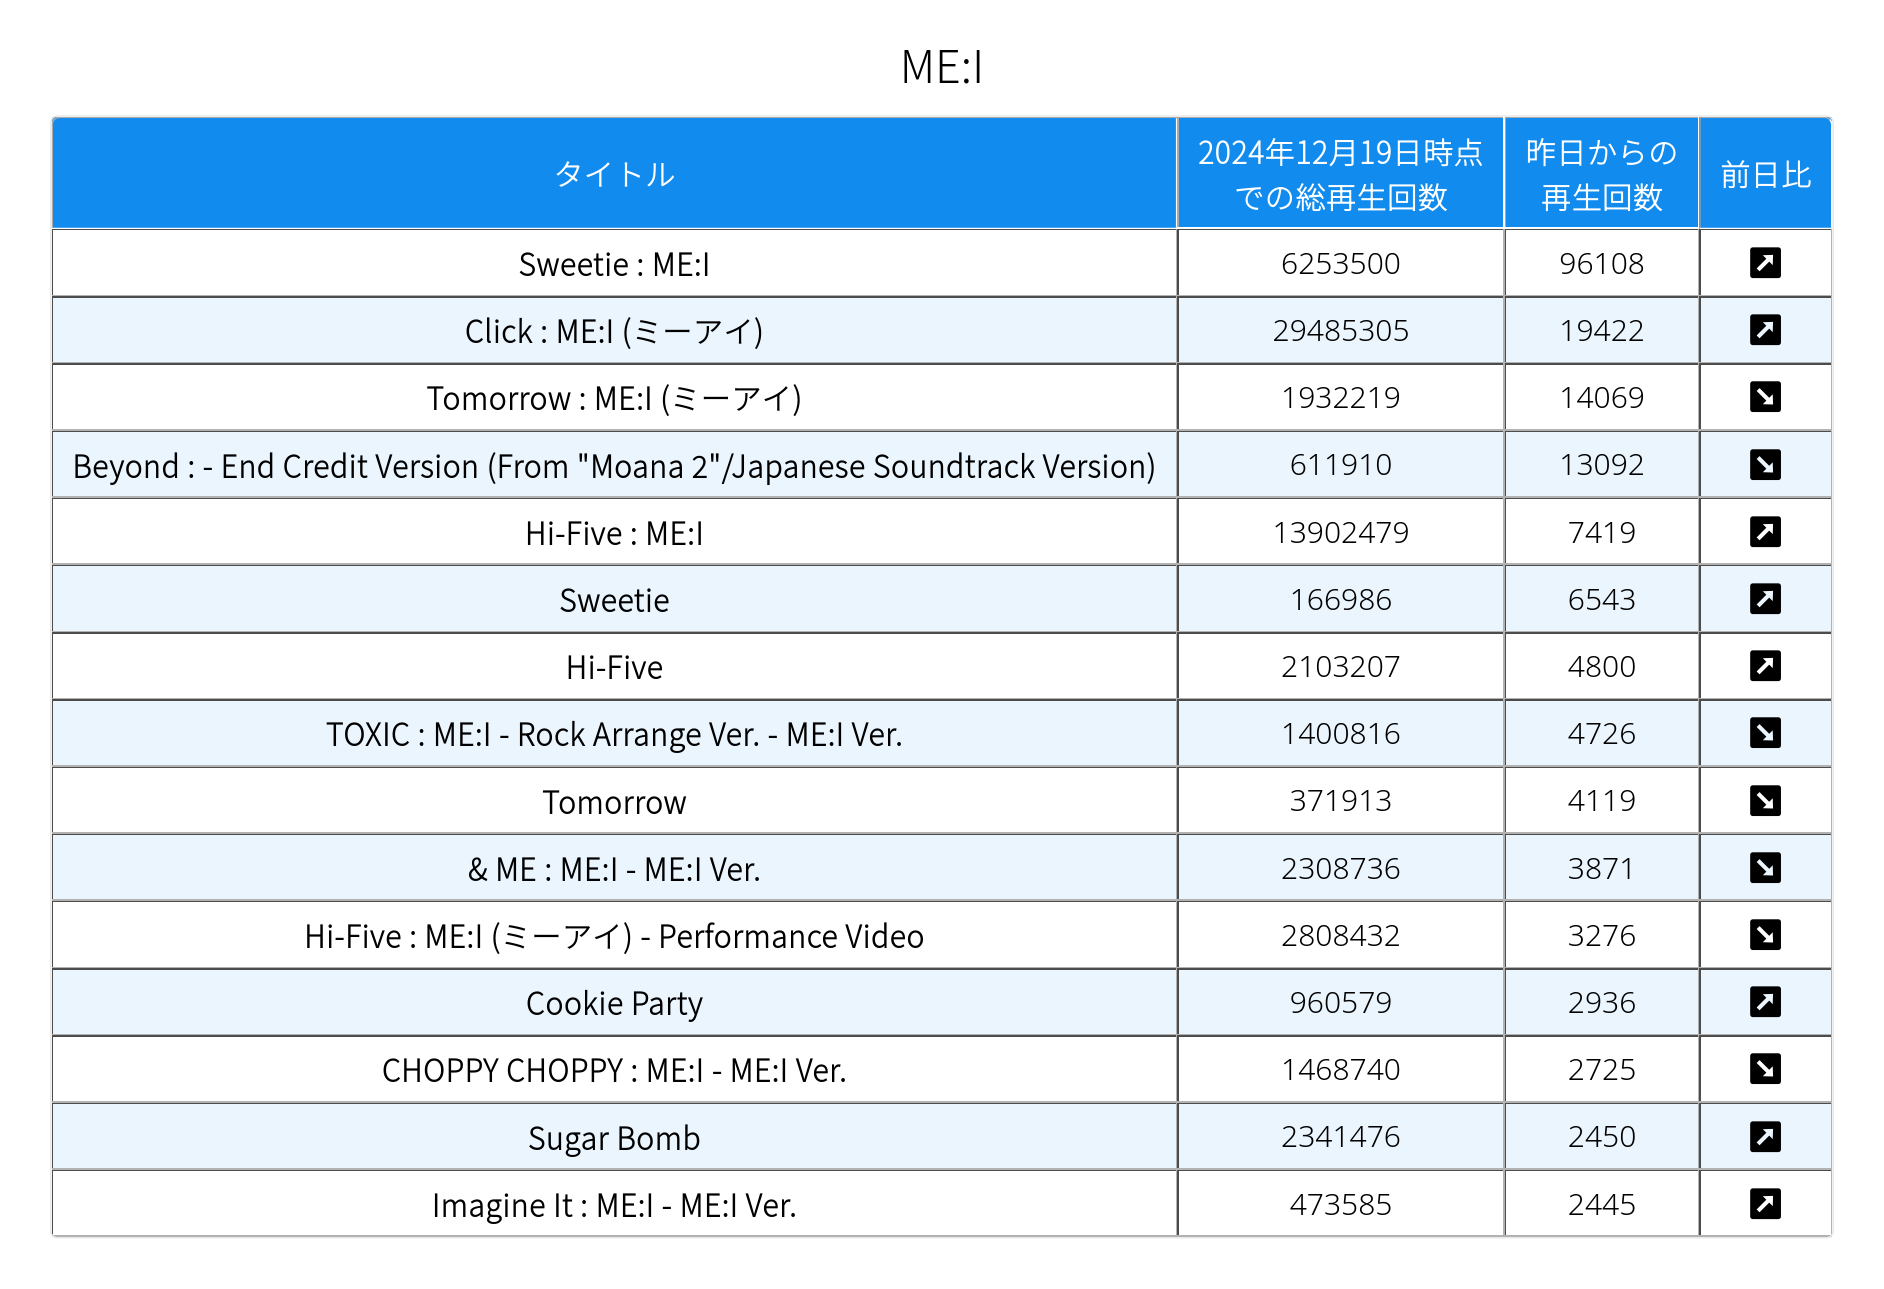 ME:I
タイトル 2024年12月19日時点での総再生回数 昨日からの再生回数 前日比
Sweetie : ME:I 6253500 96108 ↗
Click : ME:I (ミーアイ) 29485305 19422 ↗
Tomorrow : ME:I (ミーアイ) 1932219 14069 ↘
Beyond : - End Credit Version (From "Moana 2"/Japanese Soundtrack Version) 611910 13092 ↘
Hi-Five : ME:I 13902479 7419 ↗
Sweetie 166986 6543 ↗
Hi-Five 2103207 4800 ↗
TOXIC : ME:I - Rock Arrange Ver. - ME:I Ver. 1400816 4726 ↘
Tomorrow 371913 4119 ↘
& ME : ME:I - ME:I Ver. 2308736 3871 ↘
Hi-Five : ME:I (ミーアイ) - Performance Video 2808432 3276 ↘
Cookie Party 960579 2936 ↗
CHOPPY CHOPPY : ME:I - ME:I Ver. 1468740 2725 ↘
Sugar Bomb 2341476 2450 ↗
Imagine It : ME:I - ME:I Ver. 473585 2445 ↗